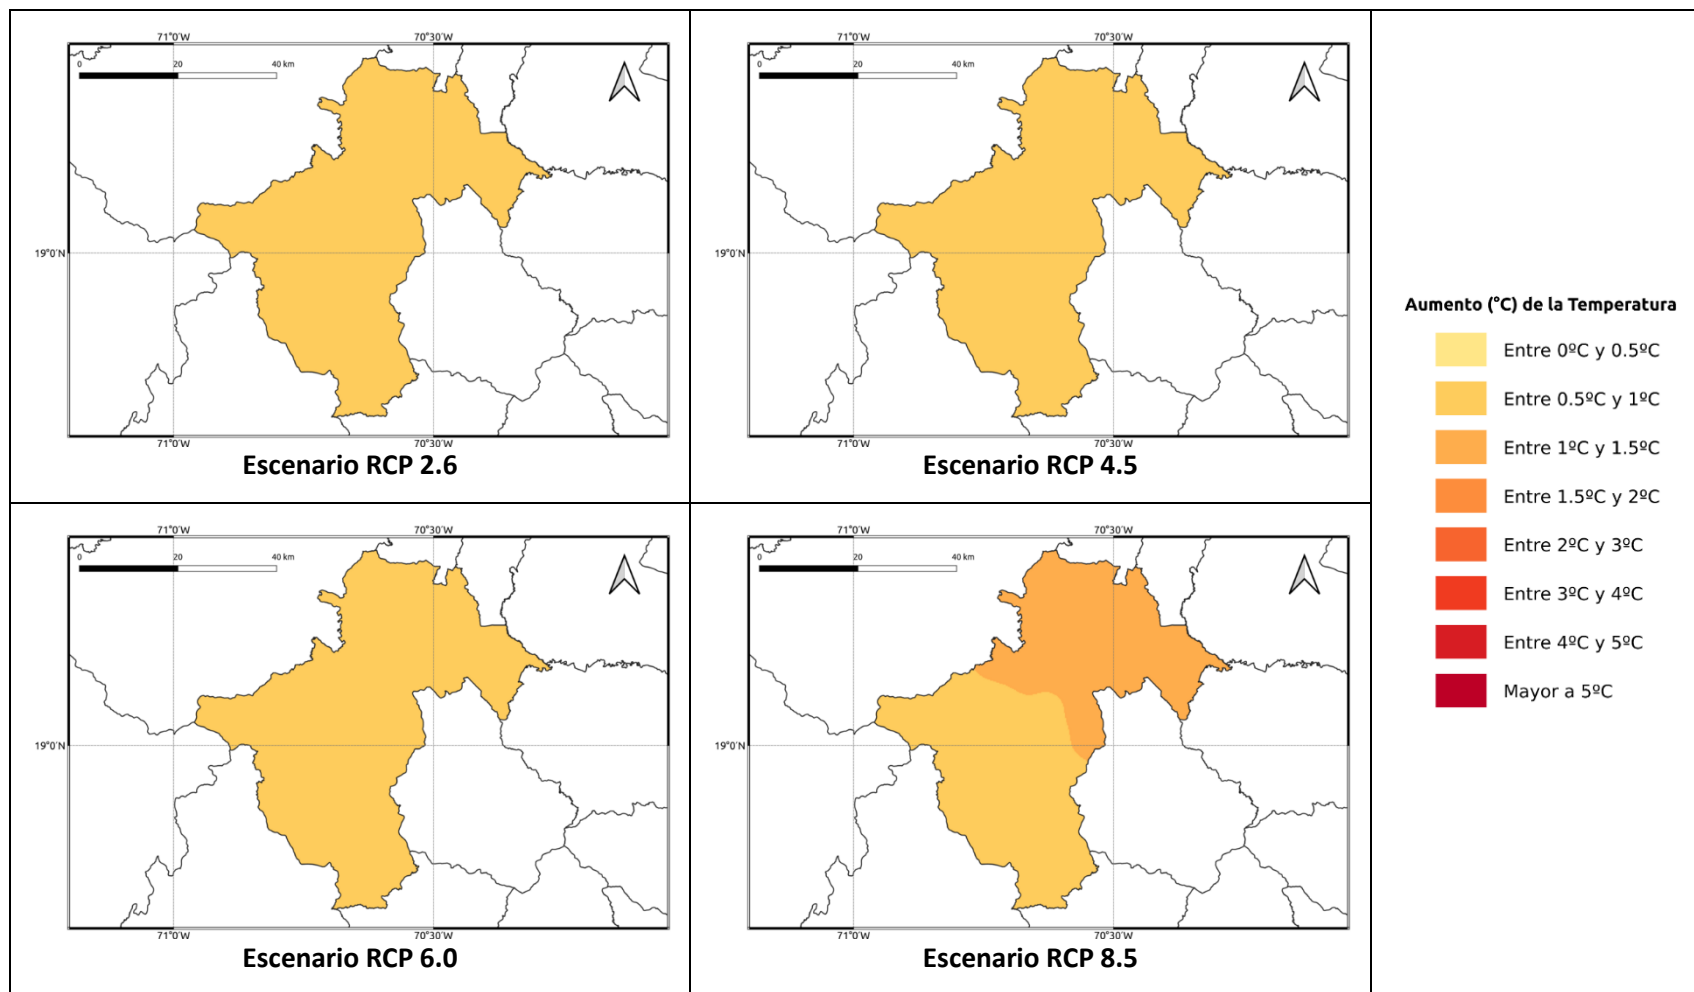 71°0'W 70°30'W
0 20 40 km
19°0'N
71°0'W 70°30'W
Escenario RCP 2.6
71°0'W 70°30'W
0 20 40 km
19°0'N
71°0'W 70°30'W
Escenario RCP 4.5
71°0'W 70°30'W
0 20 40 km
19°0'N
71°0'W 70°30'W
Escenario RCP 6.0
71°0'W 70°30'W
0 20 40 km
19°0'N
71°0'W 70°30'W
Escenario RCP 8.5
Aumento (°C) de la Temperatura
Entre 0ºC y 0.5ºC
Entre 0.5ºC y 1ºC
Entre 1ºC y 1.5ºC
Entre 1.5ºC y 2ºC
Entre 2ºC y 3ºC
Entre 3ºC y 4ºC
Entre 4ºC y 5ºC
Mayor a 5ºC